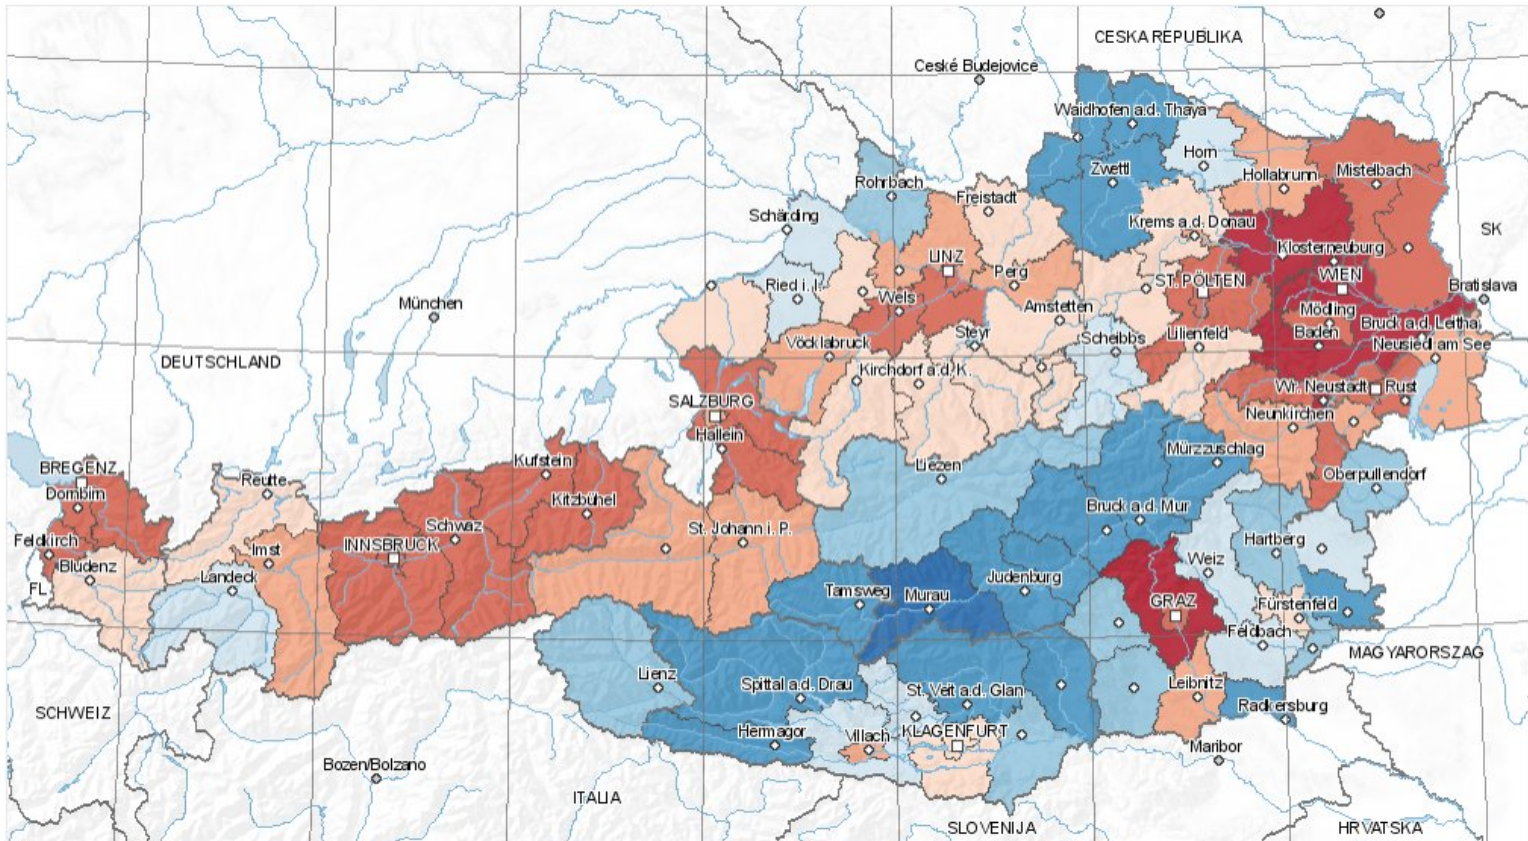 CESKA REPUBLIKA
Ceské Budejovice
Waidhofen a.d. Thaya
Horn
Zwettl
Hollabrunn
Mistelbach
Rohrbach
Freistadt
Schärding
Krems a.d. Donau
SK
Klosterneuburg
LINZ
Perg
ST. PÖLTEN
WIEN
Ried i. I.
Bratislava
München
Wels
Amstetten
Mödling
Bruck a.d. Leitha
Steyr
Lilienfeld
Baden
Scheibbs
Neusiedl am See
Vöcklabruck
DEUTSCHLAND
Kirchdorf a.d. K.
Wr. Neustadt
Rust
SALZBURG
Neunkirchen
Hallein
Mürzzuschlag
Kufstein
Liezen
BREGENZ
Oberpullendorf
Reutte
Dornbirn
Kitzbühel
Bruck a.d. Mur
Schwaz
St. Johann i. P.
Feldkirch
INNSBRUCK
Imst
Hartberg
Weiz
Bludenz
Landeck
Judenburg
FL
Tamsweg
Murau
GRAZ
Fürstenfeld
Feldbach
MAGYARORSZAG
Lienz
Spittal a.d. Drau
St. Veit a.d. Glan
Leibnitz
Radkersburg
SCHWEIZ
Hermagor
Villach
KLAGENFURT
Maribor
Bozen/Bolzano
ITALIA
SLOVENIJA
HRVATSKA